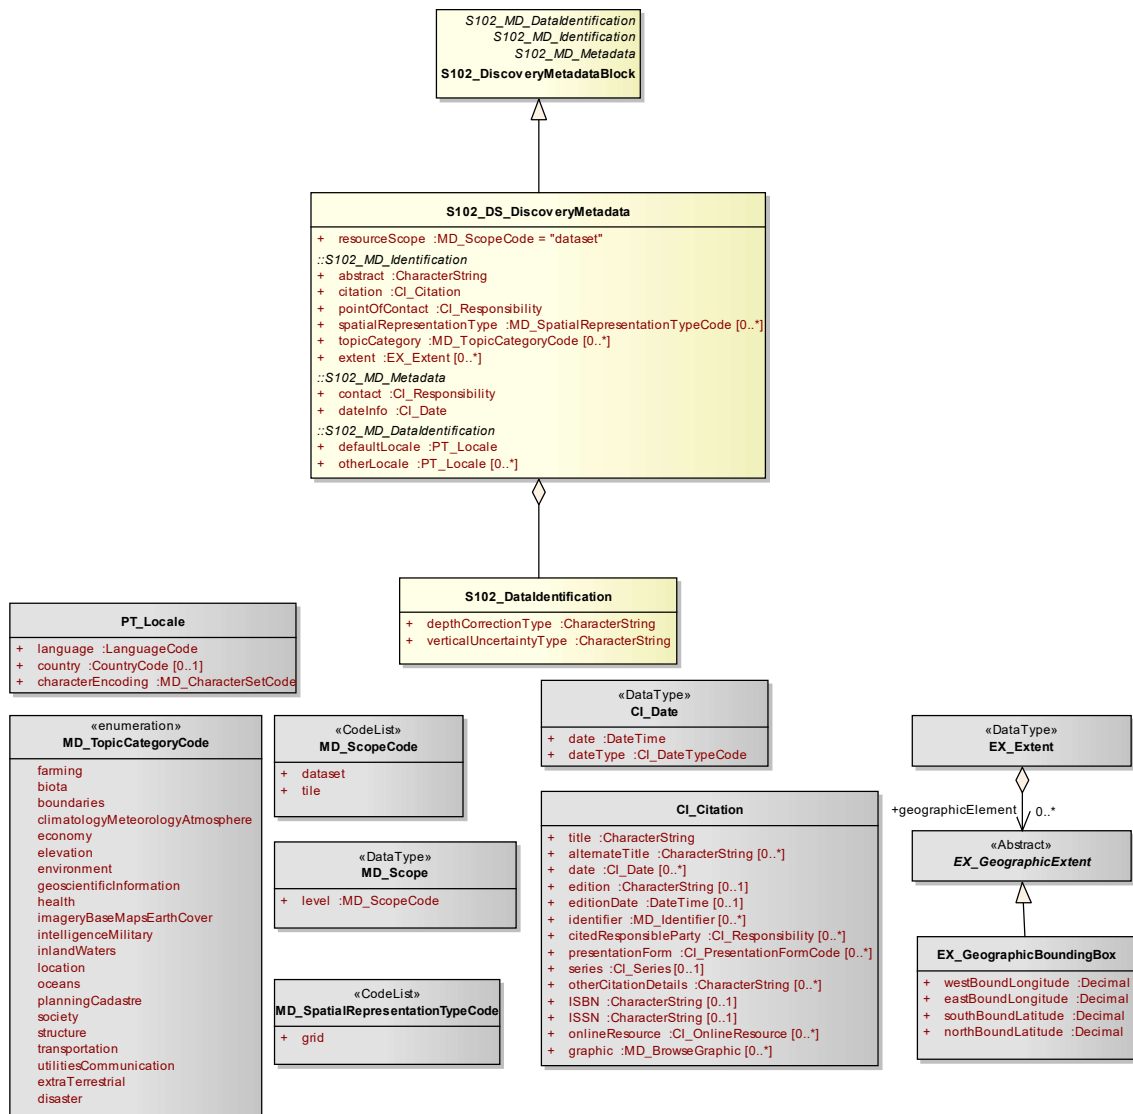 S102_MD_DataIdentification
S102_MD_Identification
S102_MD_Metadata
S102_DiscoveryMetadataBlock
S102_DS_DiscoveryMetadata
+ resourceScope :MD_ScopeCode = "dataset"
::S102_MD_Identification
+ abstract :CharacterString
+ citation :CI_Citation
+ pointOfContact :CI_Responsibility
+ spatialRepresentationType :MD_SpatialRepresentationTypeCode [0..*]
+ topicCategory :MD_TopicCategoryCode [0..*]
+ extent :EX_Extent [0..*]
::S102_MD_Metadata
+ contact :CI_Responsibility
+ dateInfo :CI_Date
::S102_MD_DataIdentification
+ defaultLocale :PT_Locale
+ otherLocale :PT_Locale [0..*]
S102_DataIdentification
+ depthCorrectionType :CharacterString
+ verticalUncertaintyType :CharacterString
PT_Locale
+ language :LanguageCode
+ country :CountryCode [0..1]
+ characterEncoding :MD_CharacterSetCode
«enumeration»
MD_TopicCategoryCode
farming
biota
boundaries
climatologyMeteorologyAtmosphere
economy
elevation
environment
geoscientificInformation
health
imageryBaseMapsEarthCover
intelligenceMilitary
inlandWaters
location
oceans
planningCadastre
society
structure
transportation
utilitiesCommunication
extraTerrestrial
disaster
«CodeList»
MD_ScopeCode
+ dataset
+ tile
«DataType»
MD_Scope
+ level :MD_ScopeCode
«CodeList»
MD_SpatialRepresentationTypeCode
+ grid
«DataType»
CI_Date
+ date :DateTime
+ dateType :CI_DateTypeCode
CI_Citation
+ title :CharacterString
+ alternateTitle :CharacterString [0..*]
+ date :CI_Date [0..*]
+ edition :CharacterString [0..1]
+ editionDate :DateTime [0..1]
+ identifier :MD_Identifier [0..*]
+ citedResponsibleParty :CI_Responsibility [0..*]
+ presentationForm :CI_PresentationFormCode [0..*]
+ series :CI_Series [0..1]
+ otherCitationDetails :CharacterString [0..*]
+ ISBN :CharacterString [0..1]
+ ISSN :CharacterString [0..1]
+ onlineResource :CI_OnlineResource [0..*]
+ graphic :MD_BrowseGraphic [0..*]
«DataType»
EX_Extent
+geographicElement 0..*
«Abstract»
EX_GeographicExtent
EX_GeographicBoundingBox
+ westBoundLongitude :Decimal
+ eastBoundLongitude :Decimal
+ southBoundLatitude :Decimal
+ northBoundLatitude :Decimal